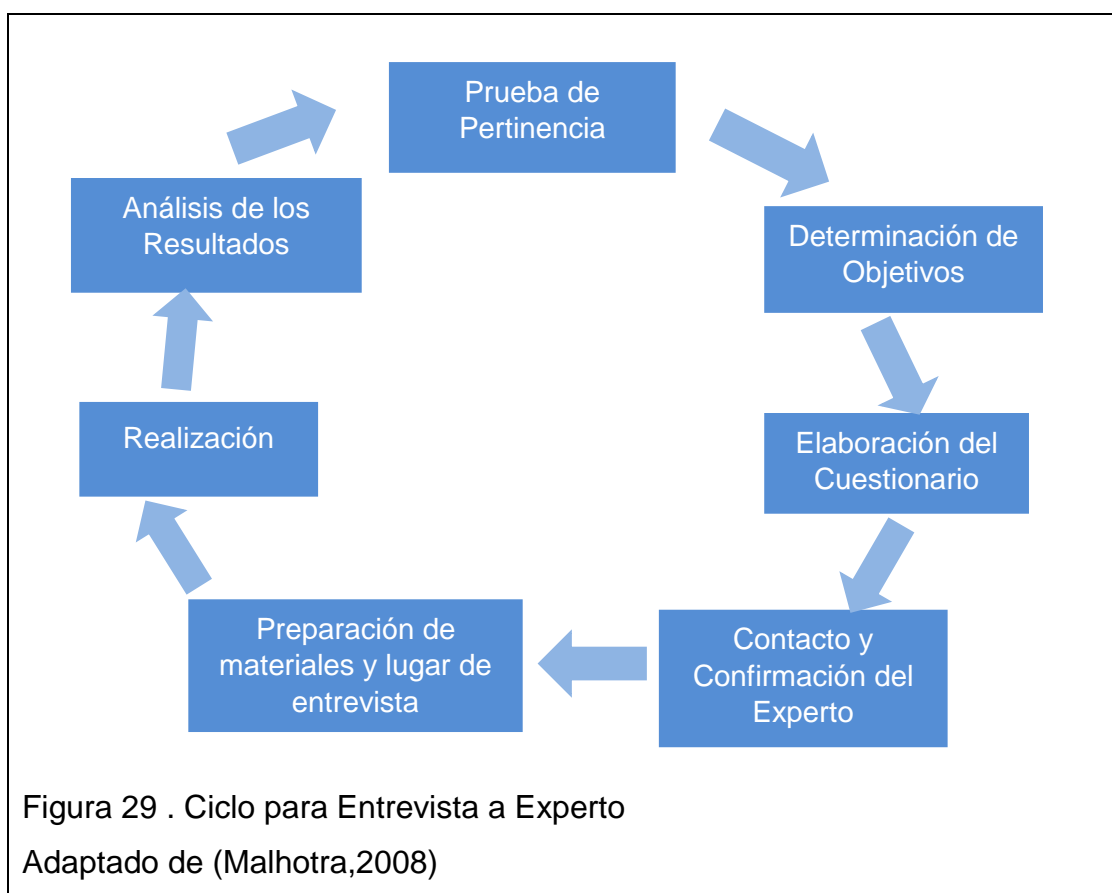 Prueba de
Pertinencia
Determinación de
Objetivos
Elaboración del
Cuestionario
Contacto y
Confirmación del
Experto
Preparación de
materiales y lugar de
entrevista
Realización
Análisis de los
Resultados
Figura 29 . Ciclo para Entrevista a Experto
Adaptado de (Malhotra,2008)